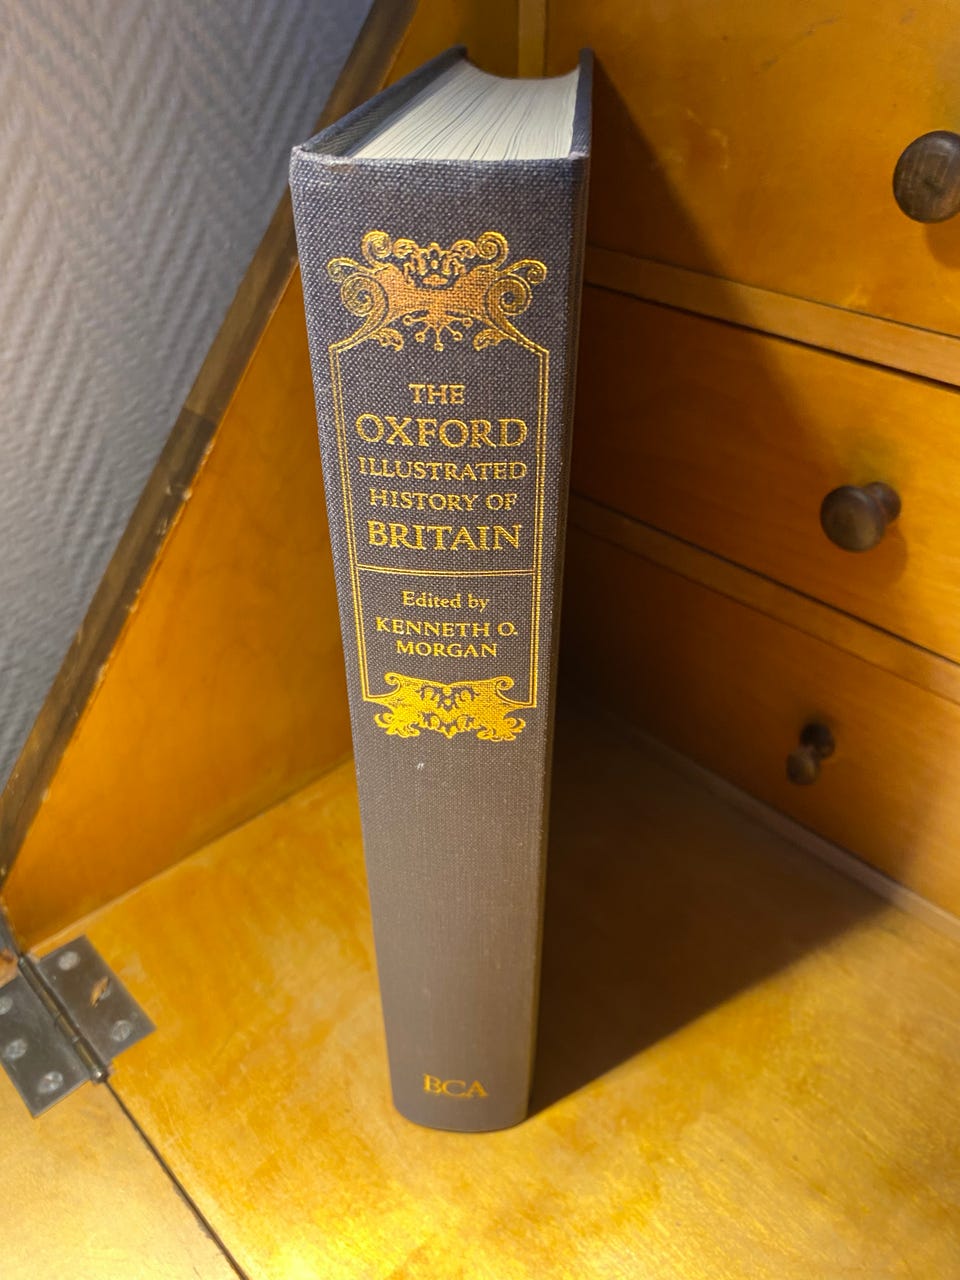 THE
OXFORD
ILLUSTRATED
HISTORY OF
BRITAIN
Edited by
KENNETH O.
MORGAN
BCA